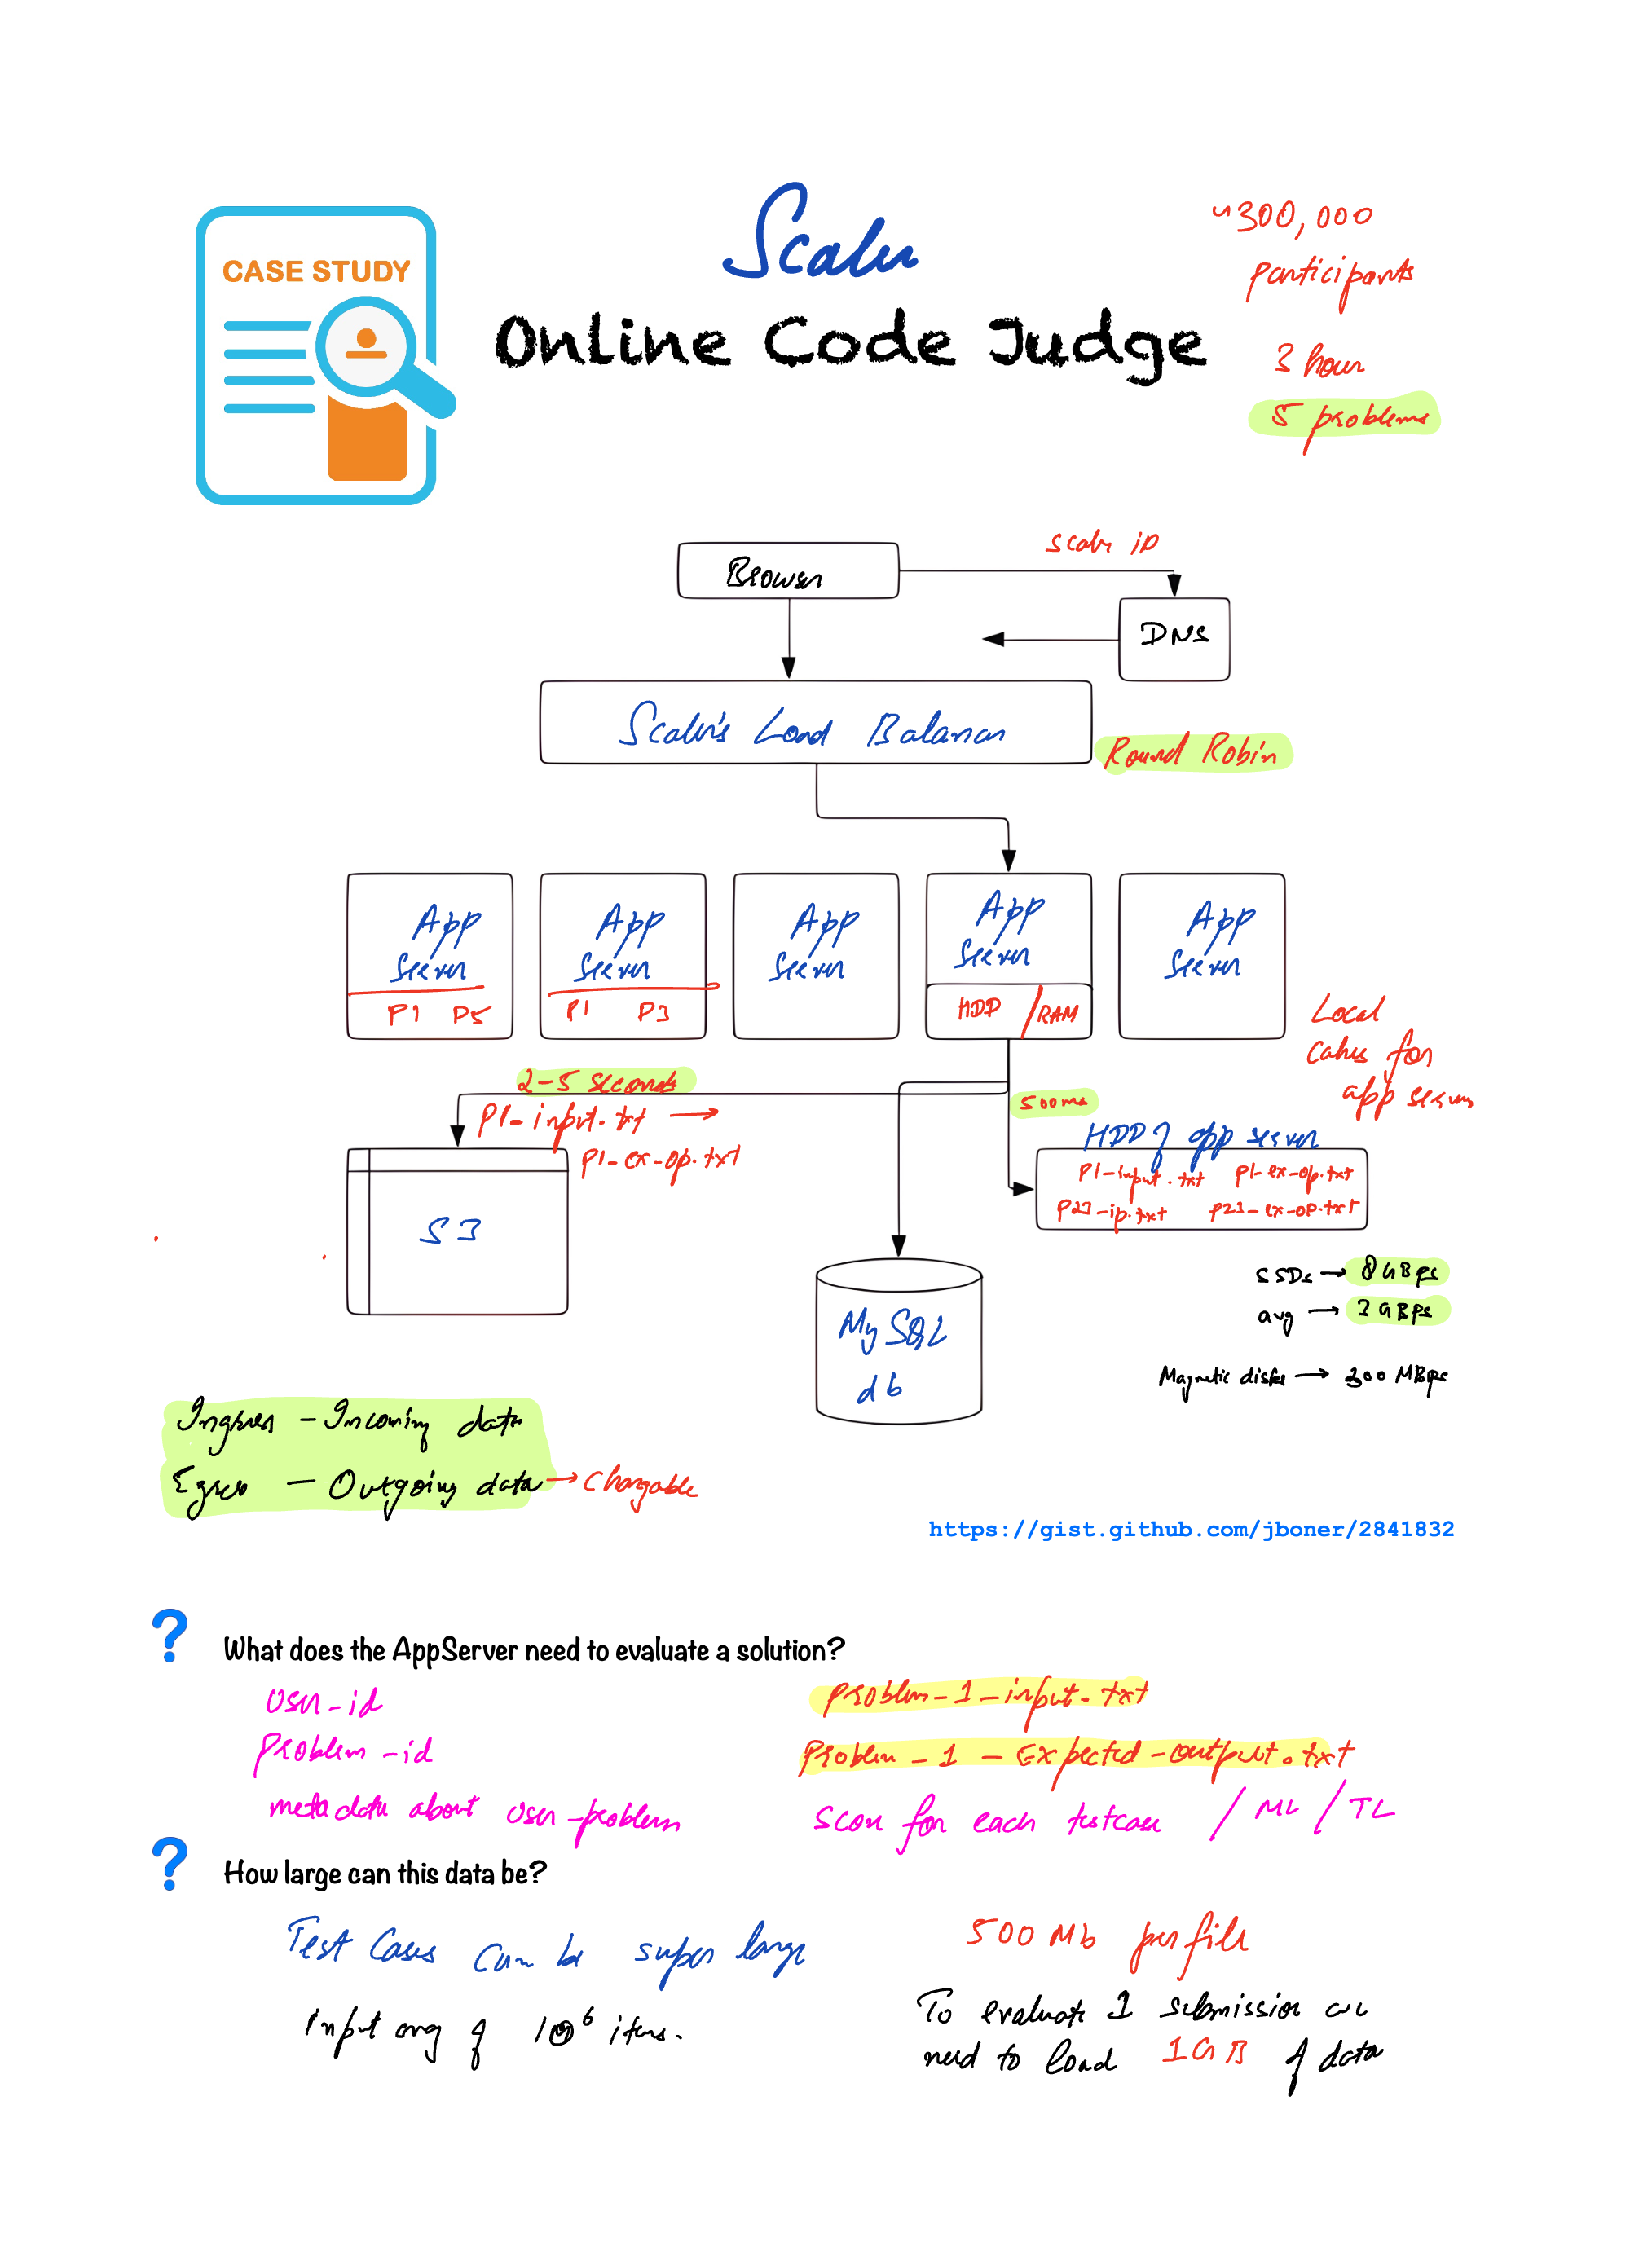 Scaler
~300,000
participants
CASE STUDY
Online Code Judge
3 hour
5 problems
scaler ip
Browser
DNS
Scaler's Load Balancer
Round Robin
App Server
App Server
App Server
App Server
App Server
P1 P5
P1 P3
HDD / RAM
Local
caches for
app servers
2-5 seconds
500ms
P1-input.txt →
P1-ex-op.txt
HDD of app server
P1-input.txt P1-ex-op.txt
P23-ip.txt P21-ex-op.txt
S3
SSDs → 8 GBps
avg → 2 GBps
MySQL
db
Magnetic disks → 300 MBps
Ingress - Incoming data
Egress - Outgoing data → chargable
https://gist.github.com/jboner/2841832
? What does the AppServer need to evaluate a solution?
User-id
Problem-1-input.txt
Problem-id
Problem-1-Expected-output.txt
metadata about user-problem
score for each testcase / ML / TL
? How large can this data be?
Test Cases can be super large
500 Mb per file
Input array of 10^6 items.
To evaluate 1 submission we
need to load 1GB of data